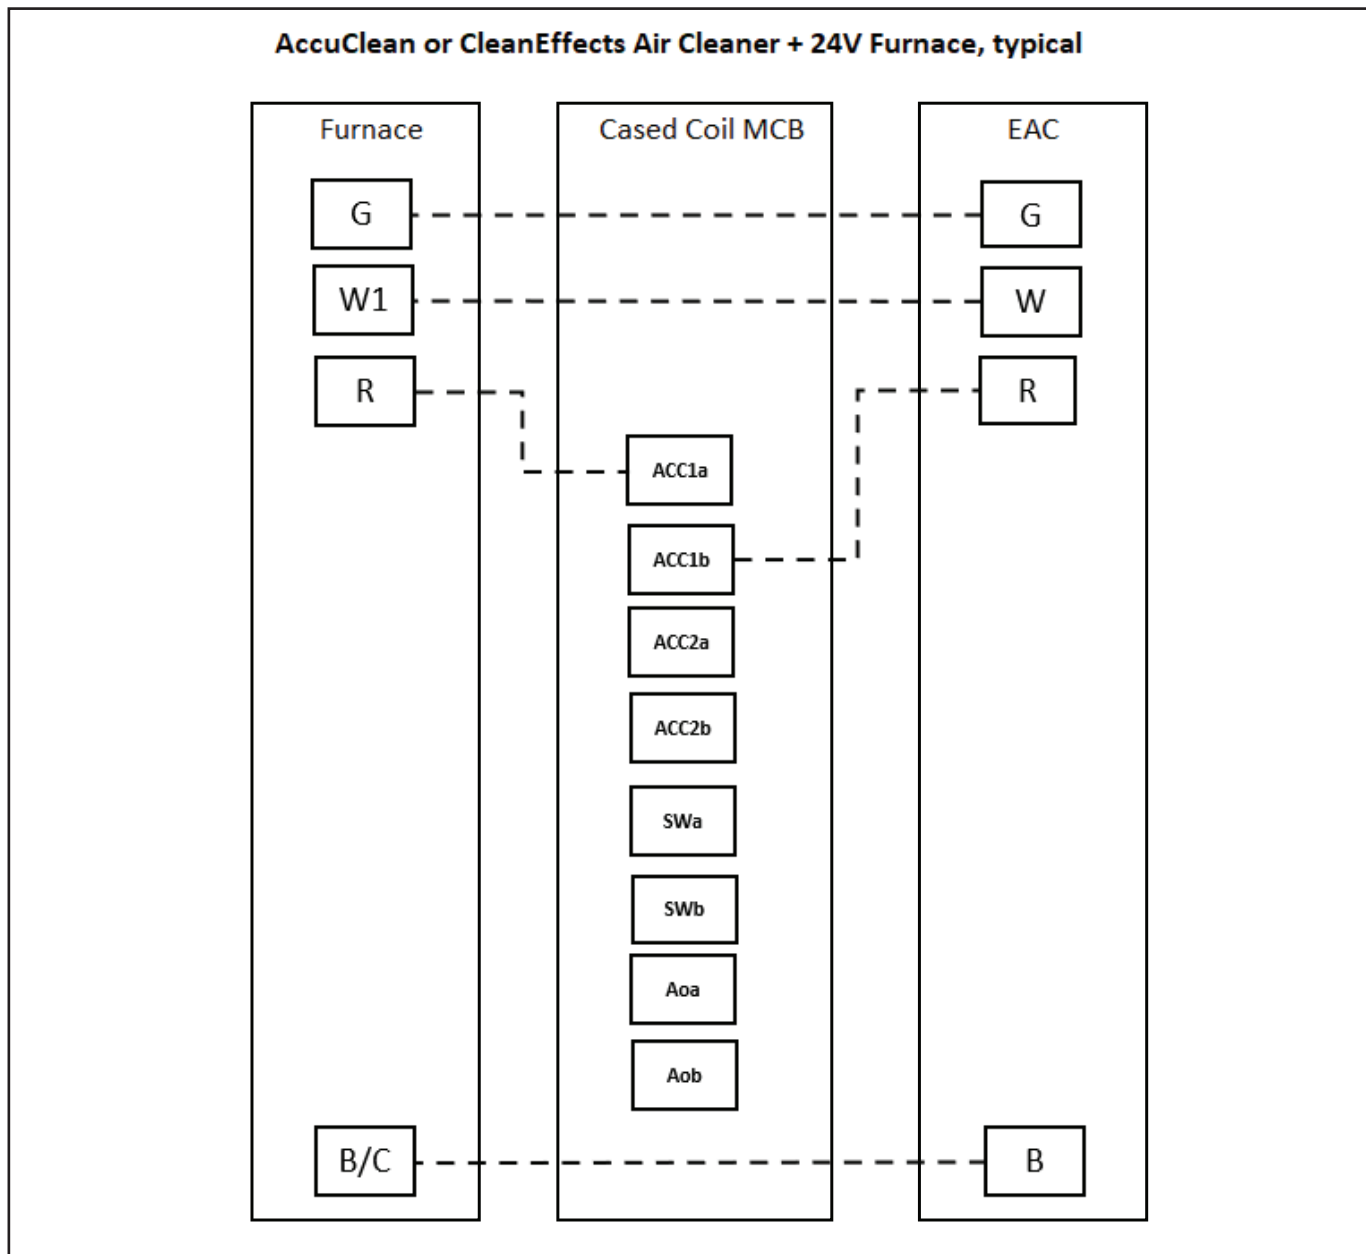 AccuClean or CleanEffects Air Cleaner + 24V Furnace, typical
Furnace
Cased Coil MCB
EAC
G
G
W1
W
R
R
ACC1a
ACC1b
ACC2a
ACC2b
SWa
SWb
Aoa
Aob
B/C
B